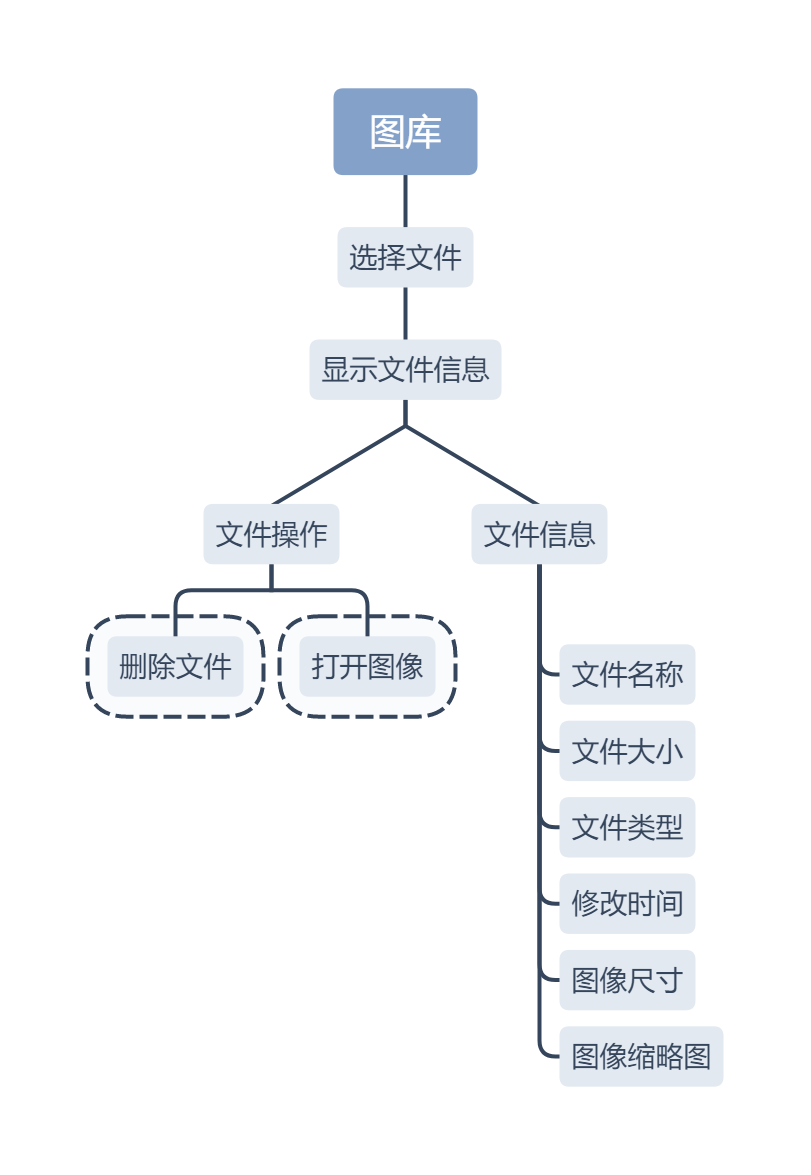 图库
选择文件
显示文件信息
文件操作
文件信息
删除文件
打开图像
文件名称
文件大小
文件类型
修改时间
图像尺寸
图像缩略图